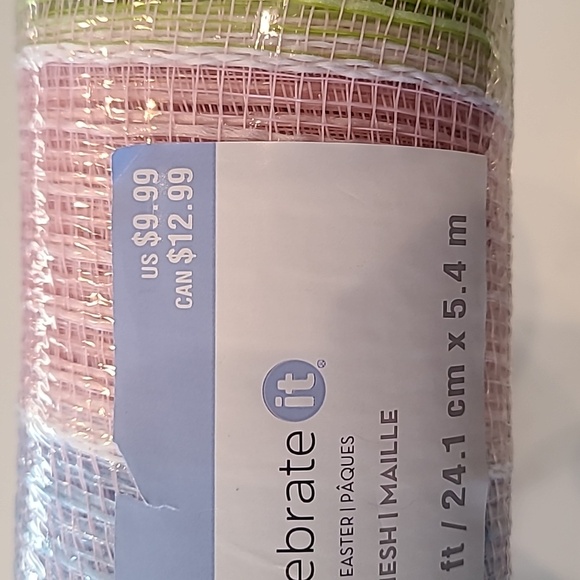 US $9.99
CAN $12.99
ebrate it
EASTER | PÂQUES
ESH | MAILLE
ft / 24.1 cm x 5.4 m